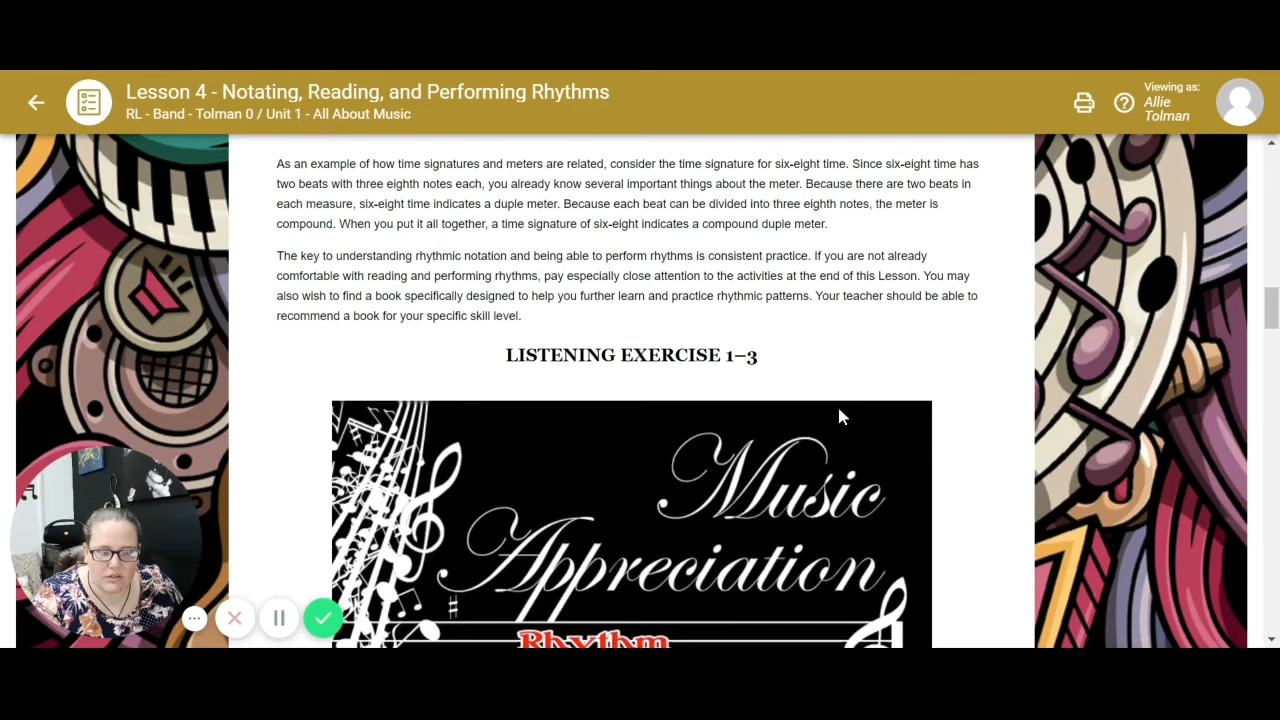 Lesson 4 - Notating, Reading, and Performing Rhythms
RL - Band - Tolman 0 / Unit 1 - All About Music
Viewing as:
Allie
Tolman
As an example of how time signatures and meters are related, consider the time signature for six-eight time. Since six-eight time has
two beats with three eighth notes each, you already know several important things about the meter. Because there are two beats in
each measure, six-eight time indicates a duple meter. Because each beat can be divided into three eighth notes, the meter is
compound. When you put it all together, a time signature of six-eight indicates a compound duple meter.
The key to understanding rhythmic notation and being able to perform rhythms is consistent practice. If you are not already
comfortable with reading and performing rhythms, pay especially close attention to the activities at the end of this Lesson. You may
also wish to find a book specifically designed to help you further learn and practice rhythmic patterns. Your teacher should be able to
recommend a book for your specific skill level.
LISTENING EXERCISE 1–3
Music
Appreciation
Rhythm